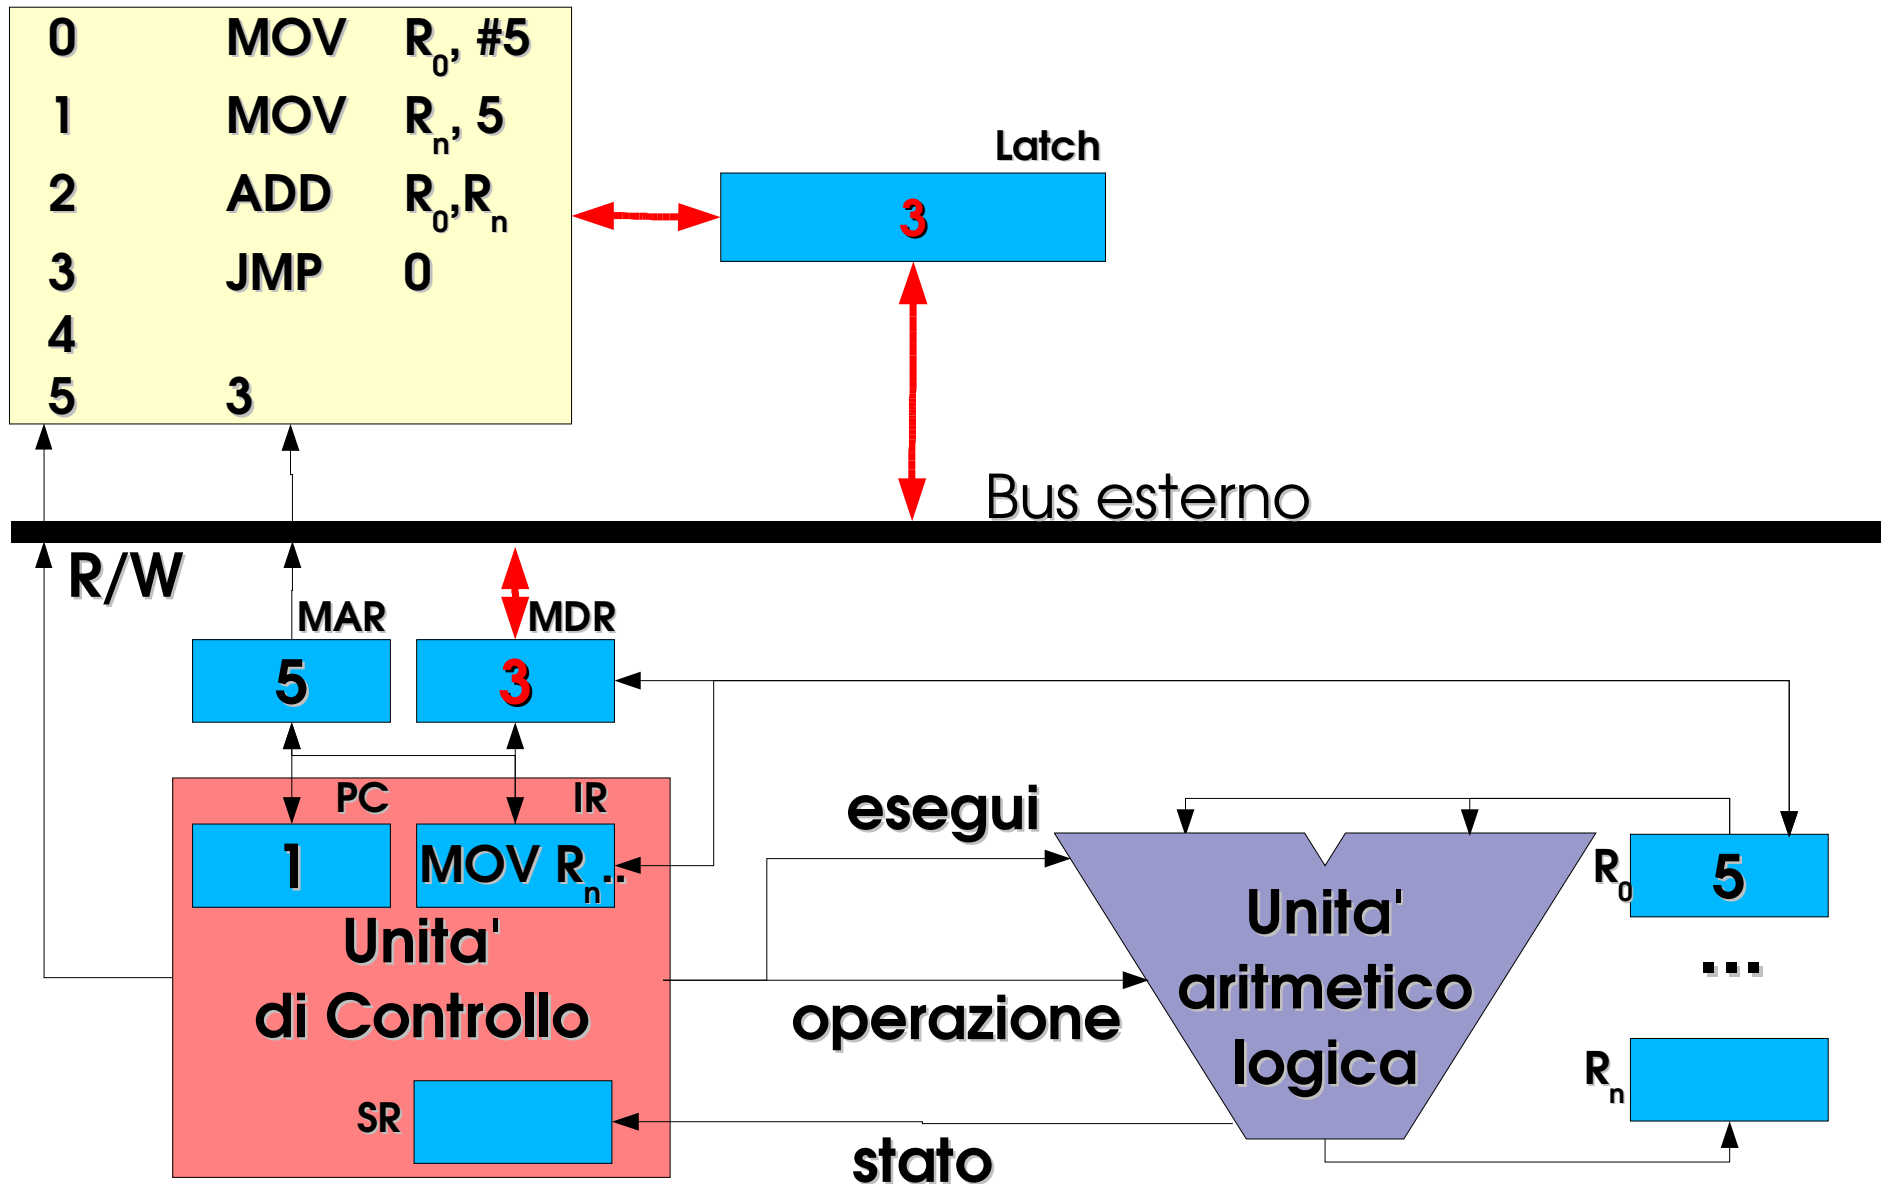 0 MOV R0, #5
1 MOV Rn, 5
2 ADD R0,Rn
3 JMP 0
4
5 3
Latch
3
Bus esterno
R/W
MAR
MDR
5
3
PC
IR
1
MOV Rn..
Unita'
di Controllo
SR
esegui
operazione
stato
Unita'
aritmetico
logica
R0
5
...
Rn